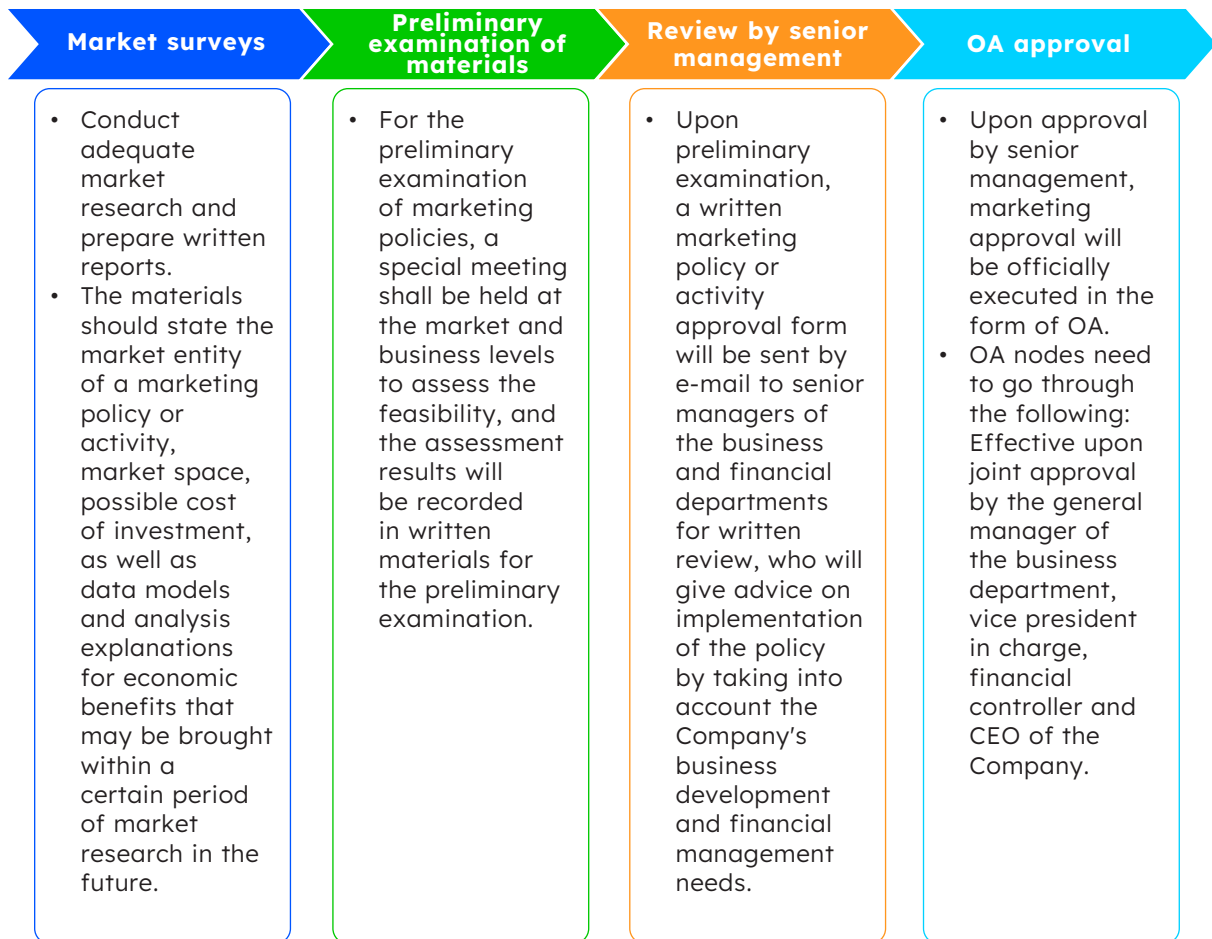 Market surveys
• Conduct
adequate
market
research and
prepare written
reports.
• The materials
should state the
market entity
of a marketing
policy or
activity,
market space,
possible cost
of investment,
as well as
data models
and analysis
explanations
for economic
benefits that
may be brought
within a
certain period
of market
research in the
future.
Preliminary
examination of
materials
• For the
preliminary
examination
of marketing
policies, a
special meeting
shall be held at
the market and
business levels
to assess the
feasibility, and
the assessment
results will
be recorded
in written
materials for
the preliminary
examination.
Review by senior
management
• Upon
preliminary
examination,
a written
marketing
policy or
activity
approval form
will be sent by
e-mail to senior
managers of
the business
and financial
departments
for written
review, who will
give advice on
implementation
of the policy
by taking into
account the
Company's
business
development
and financial
management
needs.
OA approval
• Upon approval
by senior
management,
marketing
approval will
be officially
executed in the
form of OA.
• OA nodes need
to go through
the following:
Effective upon
joint approval
by the general
manager of
the business
department,
vice president
in charge,
financial
controller and
CEO of the
Company.